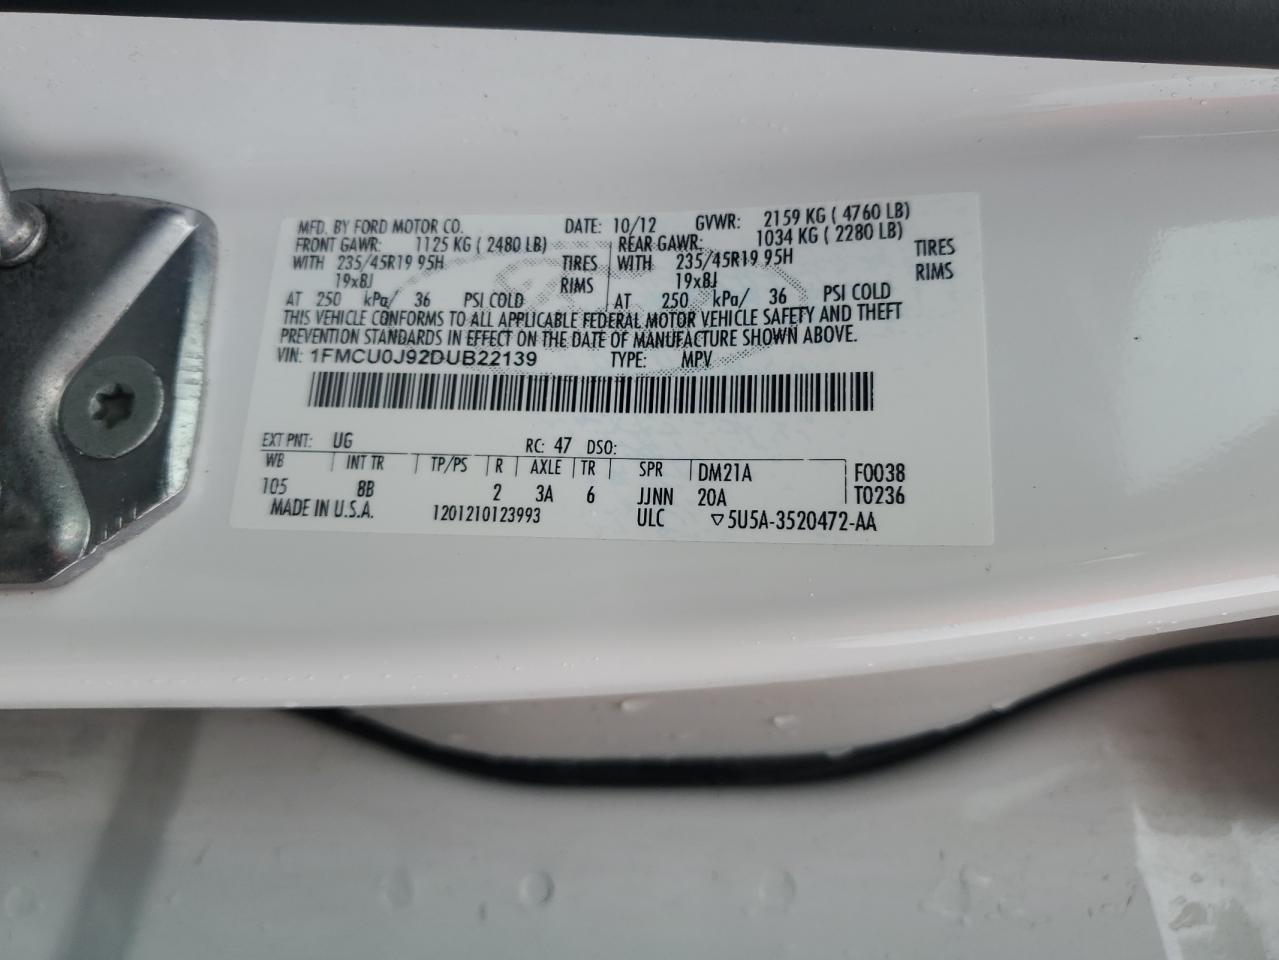 MFD. BY FORD MOTOR CO. DATE: 10/12 GVWR: 2159 KG ( 4760 LB)
FRONT GAWR: 1125 KG ( 2480 LB) REAR GAWR: 1034 KG ( 2280 LB)
WITH 235/45R19 95H TIRES WITH 235/45R19 95H TIRES
19x8J RIMS 19x8J RIMS
AT 250 kPa/ 36 PSI COLD AT 250 kPa/ 36 PSI COLD
THIS VEHICLE CONFORMS TO ALL APPLICABLE FEDERAL MOTOR VEHICLE SAFETY AND THEFT
PREVENTION STANDARDS IN EFFECT ON THE DATE OF MANUFACTURE SHOWN ABOVE.
VIN: 1FMCU0J92DUB22139 TYPE: MPV
EXT PNT: UG RC: 47 DSO:
WB INT TR TP/PS R AXLE TR SPR DM21A F0038
105 8B 2 3A 6 JJNN 20A T0236
MADE IN U.S.A. 1201210123993 ULC ▽5U5A-3520472-AA